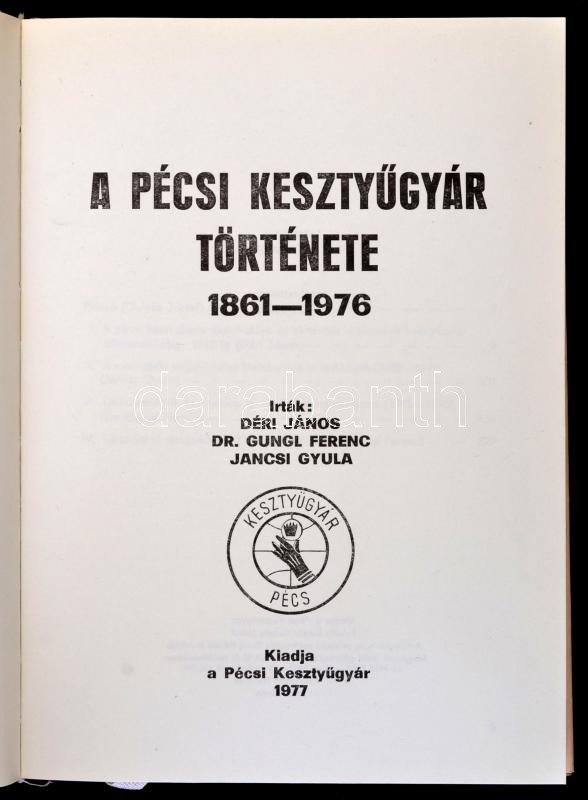 A PÉCSI KESZTYŰGYÁR
TÖRTÉNETE
1861—1976
Irták:
DÉRI JÁNOS
DR. GUNGL FERENC
JANCSI GYULA
darabanth
KESZTYŰGYÁR
PÉCS
Kiadja
a Pécsi Kesztyűgyár
1977